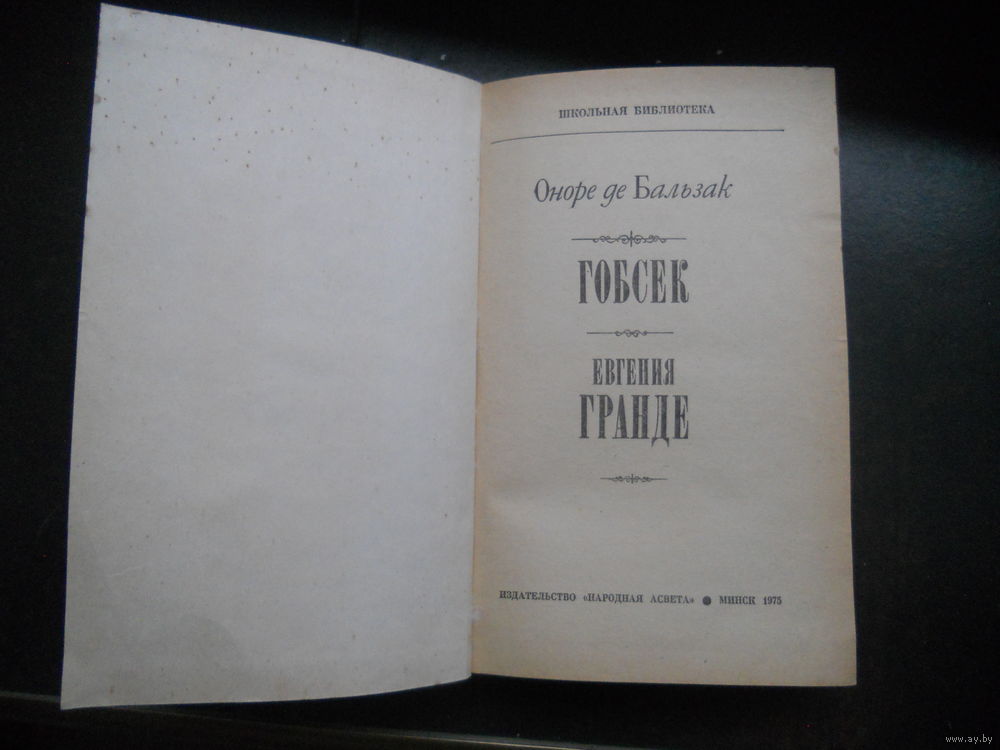 ШКОЛЬНАЯ БИБЛИОТЕКА
Оноре де Бальзак
ГОБСЕК
ЕВГЕНИЯ
ГРАНДЕ
ИЗДАТЕЛЬСТВО «НАРОДНАЯ АСВЕТА» ● МИНСК 1975
www.ay.by